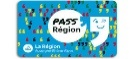 PASS'
Région
La Région
Auvergne-Rhône-Alpes